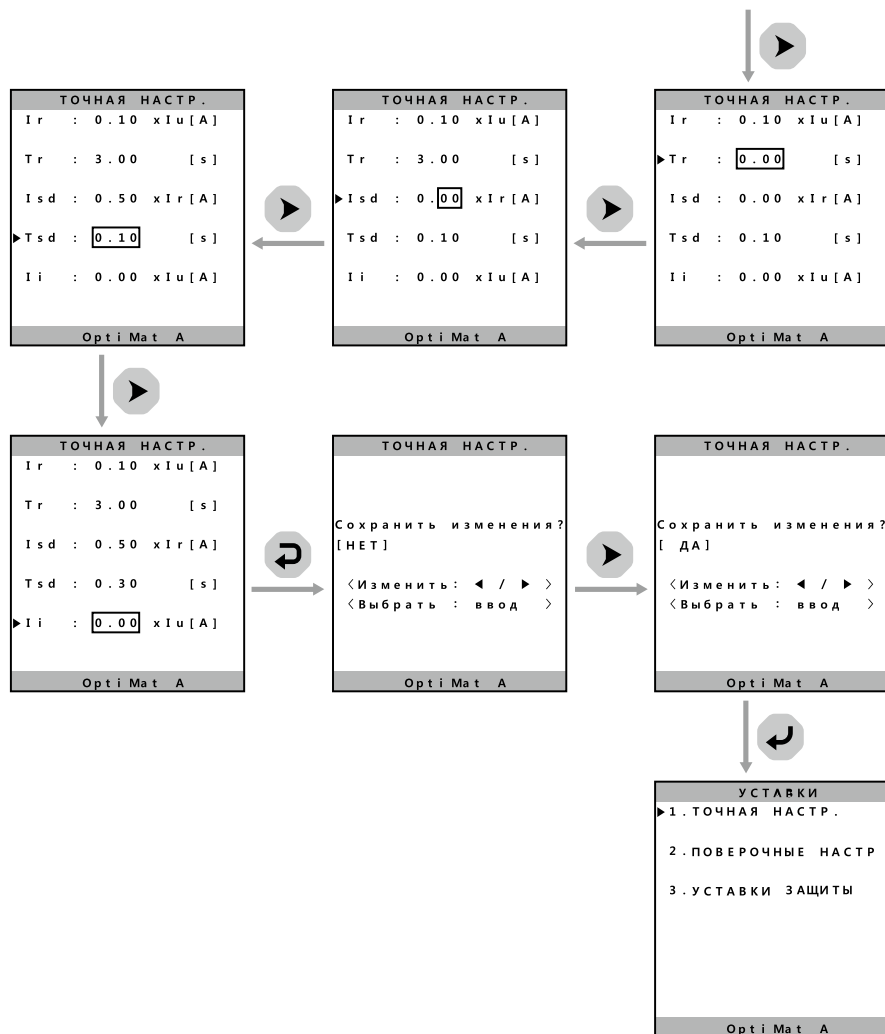 ТОЧНАЯ НАСТР.
Ir : 0.10 xIu[A]
Tr : 3.00 [s]
Isd : 0.50 xIr[A]
▶Tsd : 0.10 [s]
Ii : 0.00 xIu[A]
OptiMat A
ТОЧНАЯ НАСТР.
Ir : 0.10 xIu[A]
Tr : 3.00 [s]
▶Isd : 0.00 xIr[A]
Tsd : 0.10 [s]
Ii : 0.00 xIu[A]
OptiMat A
ТОЧНАЯ НАСТР.
Ir : 0.10 xIu[A]
▶Tr : 0.00 [s]
Isd : 0.00 xIr[A]
Tsd : 0.10 [s]
Ii : 0.00 xIu[A]
OptiMat A
ТОЧНАЯ НАСТР.
Ir : 0.10 xIu[A]
Tr : 3.00 [s]
Isd : 0.50 xIr[A]
Tsd : 0.30 [s]
▶Ii : 0.00 xIu[A]
OptiMat A
ТОЧНАЯ НАСТР.
Сохранить изменения?
[НЕТ]
〈Изменить: ◀ / ▶ 〉
〈Выбрать : ввод 〉
OptiMat A
ТОЧНАЯ НАСТР.
Сохранить изменения?
[ ДА]
〈Изменить: ◀ / ▶ 〉
〈Выбрать : ввод 〉
OptiMat A
УСТАВКИ
▶1.ТОЧНАЯ НАСТР.
2.ПОВЕРОЧНЫЕ НАСТР
3.УСТАВКИ ЗАЩИТЫ
OptiMat A